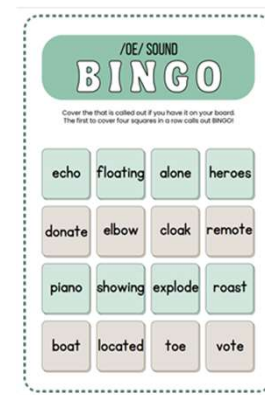 /OE/ SOUND
BINGO
Cover the that is called out if you have it on your board.
The first to cover four squares in a row calls out BINGO!
echo floating alone heroes
donate elbow cloak remote
piano showing explode roast
boat located toe vote